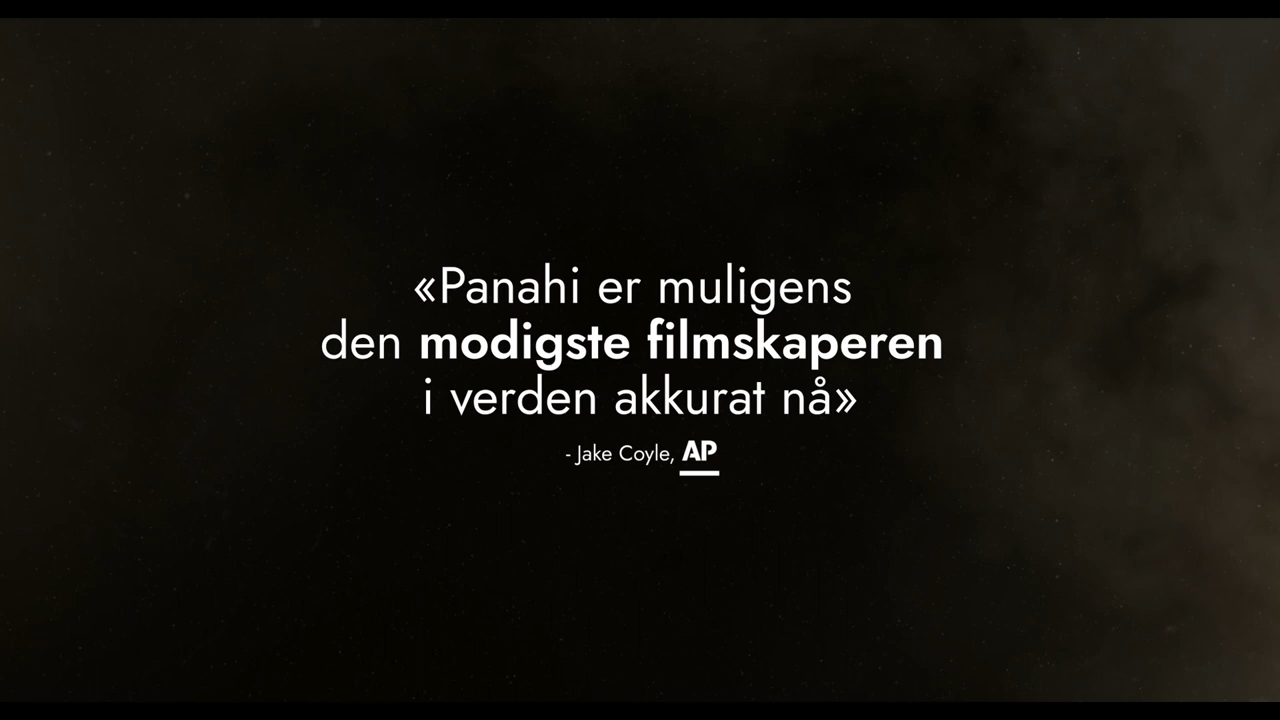 «Panahi er muligens
den modigste filmskaperen
i verden akkurat nå»
- Jake Coyle, AP